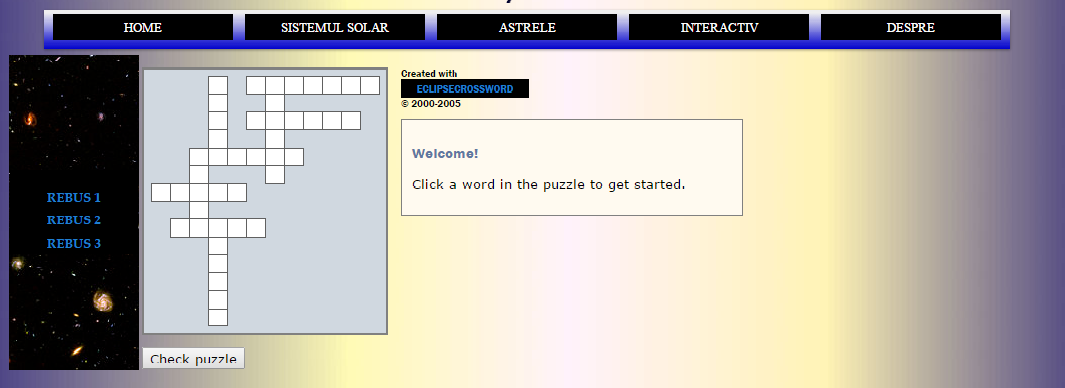 HOME SISTEMUL SOLAR ASTRELE INTERACTIV DESPRE
REBUS 1
REBUS 2
REBUS 3
Created with
ECLIPSECROSSWORD
© 2000-2005
Welcome!
Click a word in the puzzle to get started.
Check puzzle